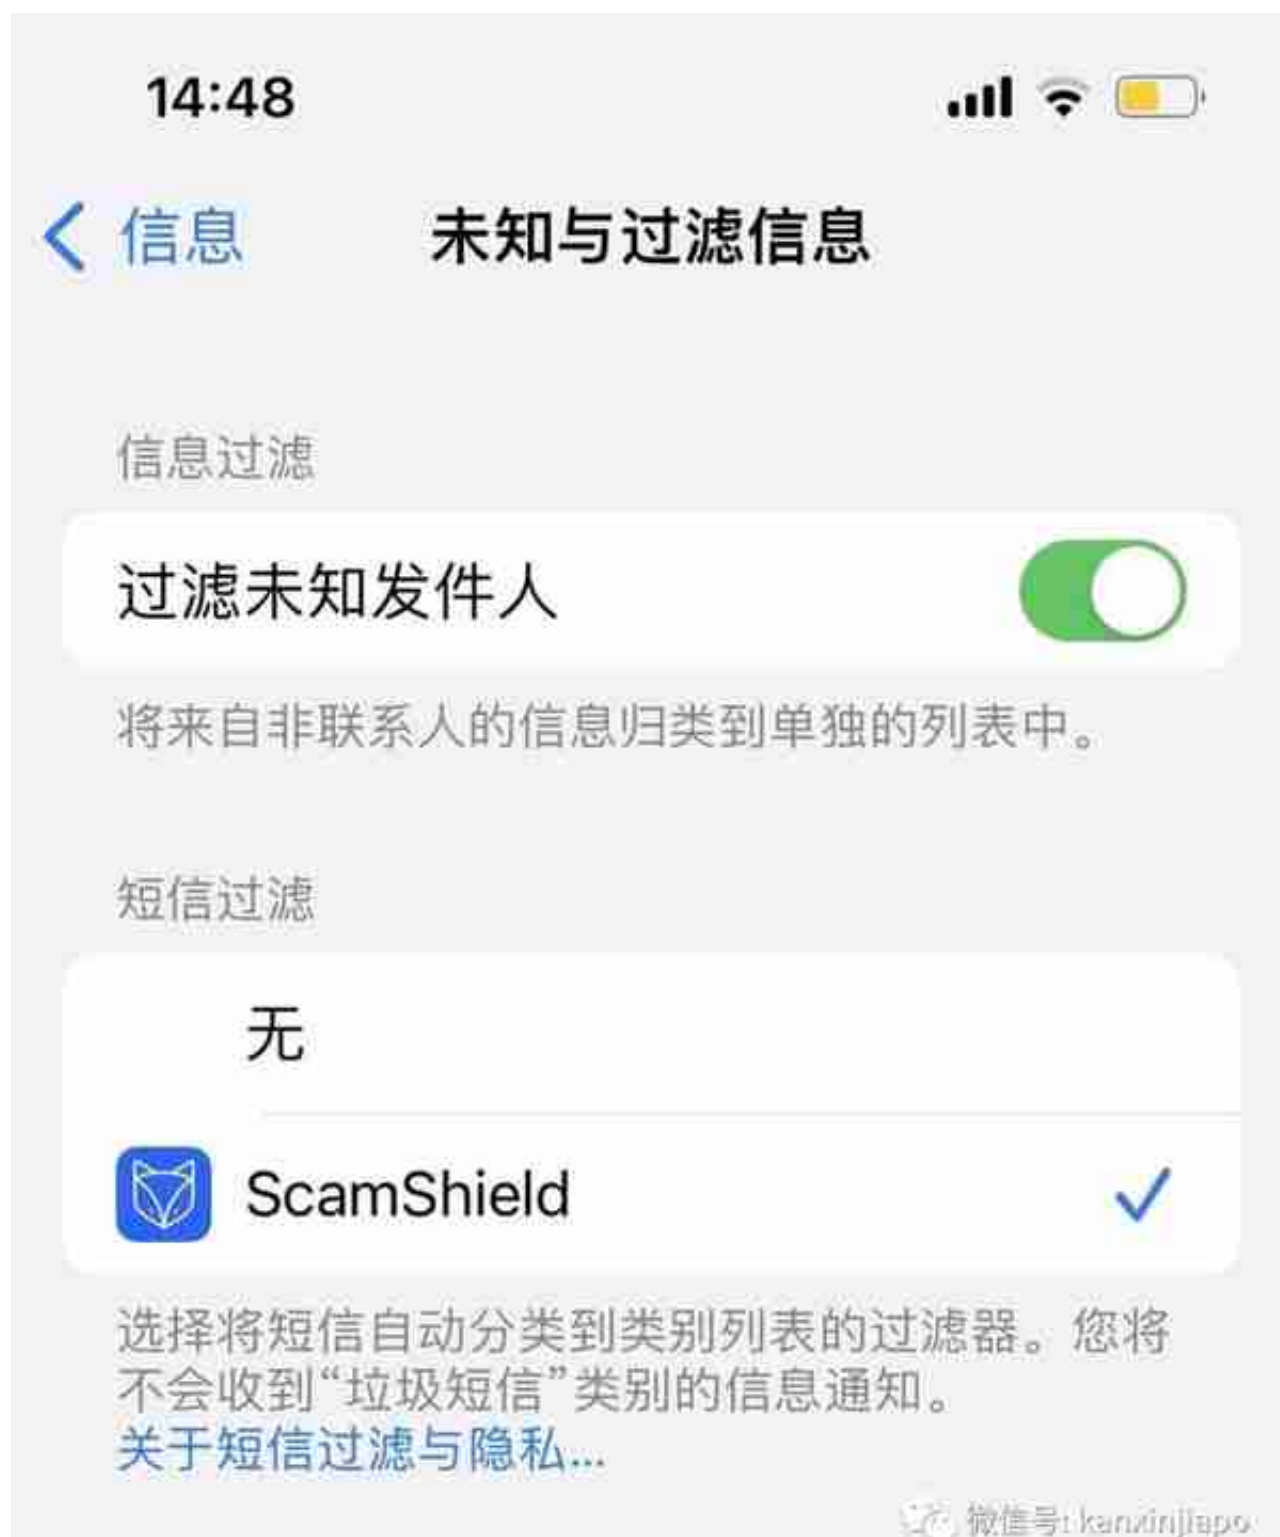 14:48
信息
未知与过滤信息
信息过滤
过滤未知发件人
将来自非联系人的信息归类到单独的列表中。
短信过滤
无
ScamShield
选择将短信自动分类到类别列表的过滤器。您将
不会收到“垃圾短信”类别的信息通知。
关于短信过滤与隐私...
微信号: kanxinjiapo